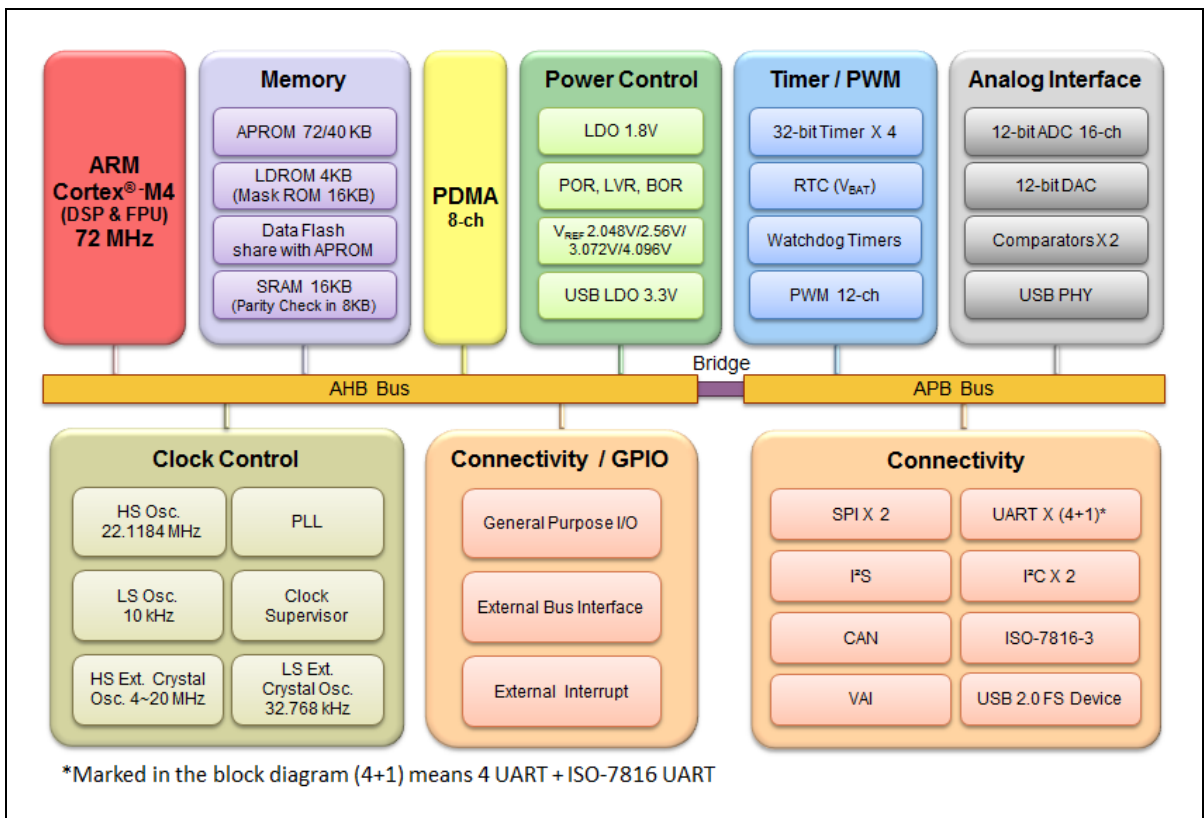 ARM
Cortex®-M4
(DSP & FPU)
72 MHz
Memory
APROM 72/40 KB
LDROM 4KB
(Mask ROM 16KB)
Data Flash
share with APROM
SRAM 16KB
(Parity Check in 8KB)
PDMA
8-ch
Power Control
LDO 1.8V
POR, LVR, BOR
VREF 2.048V/2.56V/
3.072V/4.096V
USB LDO 3.3V
Timer / PWM
32-bit Timer X 4
RTC (VBAT)
Watchdog Timers
PWM 12-ch
Analog Interface
12-bit ADC 16-ch
12-bit DAC
Comparators X 2
USB PHY
AHB Bus
Bridge
APB Bus
Clock Control
HS Osc.
22.1184 MHz
PLL
LS Osc.
10 kHz
Clock
Supervisor
HS Ext. Crystal
Osc. 4~20 MHz
LS Ext.
Crystal Osc.
32.768 kHz
Connectivity / GPIO
General Purpose I/O
External Bus Interface
External Interrupt
Connectivity
SPI X 2
UART X (4+1)*
I²S
I²C X 2
CAN
ISO-7816-3
VAI
USB 2.0 FS Device
*Marked in the block diagram (4+1) means 4 UART + ISO-7816 UART